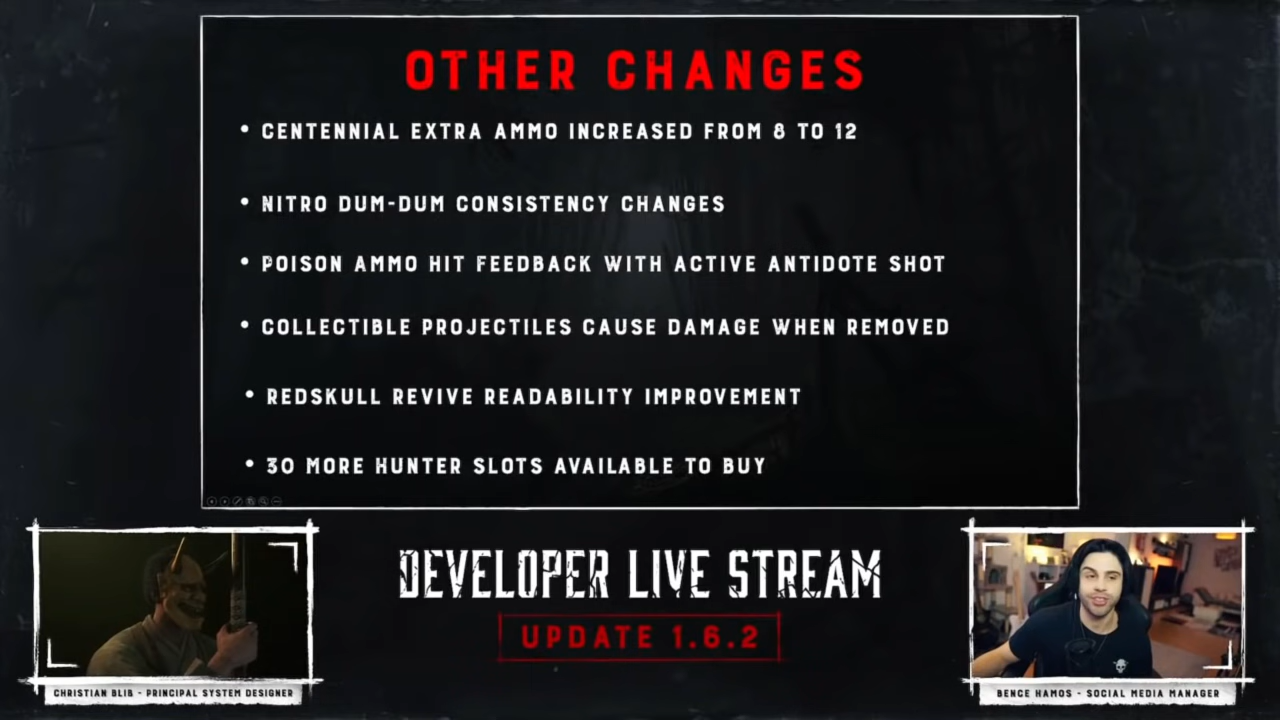 OTHER CHANGES
• CENTENNIAL EXTRA AMMO INCREASED FROM 8 TO 12
• NITRO DUM-DUM CONSISTENCY CHANGES
• POISON AMMO HIT FEEDBACK WITH ACTIVE ANTIDOTE SHOT
• COLLECTIBLE PROJECTILES CAUSE DAMAGE WHEN REMOVED
• REDSKULL REVIVE READABILITY IMPROVEMENT
• 30 MORE HUNTER SLOTS AVAILABLE TO BUY
DEVELOPER LIVE STREAM
UPDATE 1.6.2
CHRISTIAN BLIß - PRINCIPAL SYSTEM DESIGNER
BENCE HAMOS - SOCIAL MEDIA MANAGER